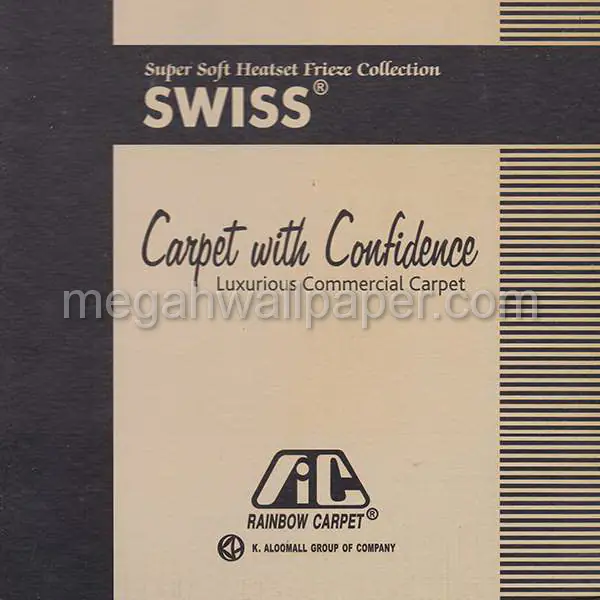 Super Soft Heatset Frieze Collection
SWISS®
Carpet with Confidence
Luxurious Commercial Carpet
megahwallpaper.com
RIC
RAINBOW CARPET®
K. ALOOMALL GROUP OF COMPANY